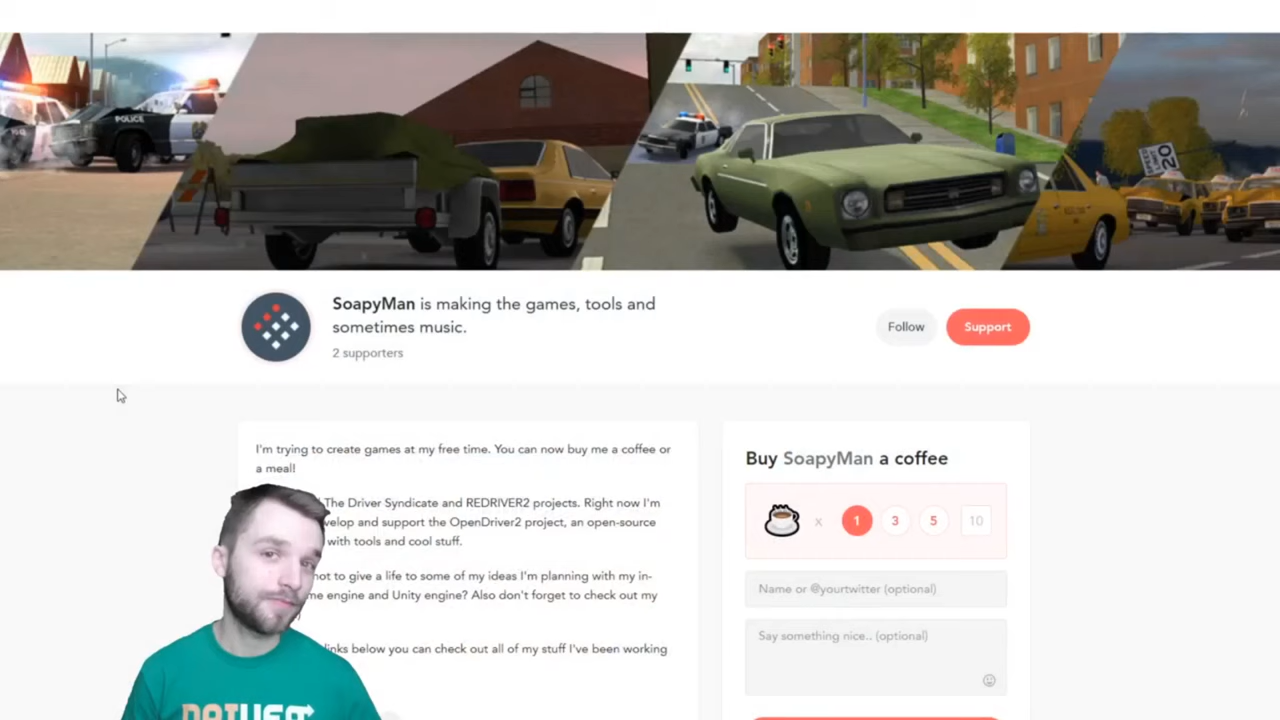 POLICE
SPEED
LIMIT
20
SoapyMan is making the games, tools and
sometimes music.
2 supporters
Follow
Support
I'm trying to create games at my free time. You can now buy me a coffee or
a meal!
The Driver Syndicate and REDRIVER2 projects. Right now I'm
velop and support the OpenDriver2 project, an open-source
with tools and cool stuff.
not to give a life to some of my ideas I'm planning with my in-
me engine and Unity engine? Also don't forget to check out my
links below you can check out all of my stuff I've been working
Buy SoapyMan a coffee
x 1 3 5 10
Name or @yourtwitter (optional)
Say something nice.. (optional)